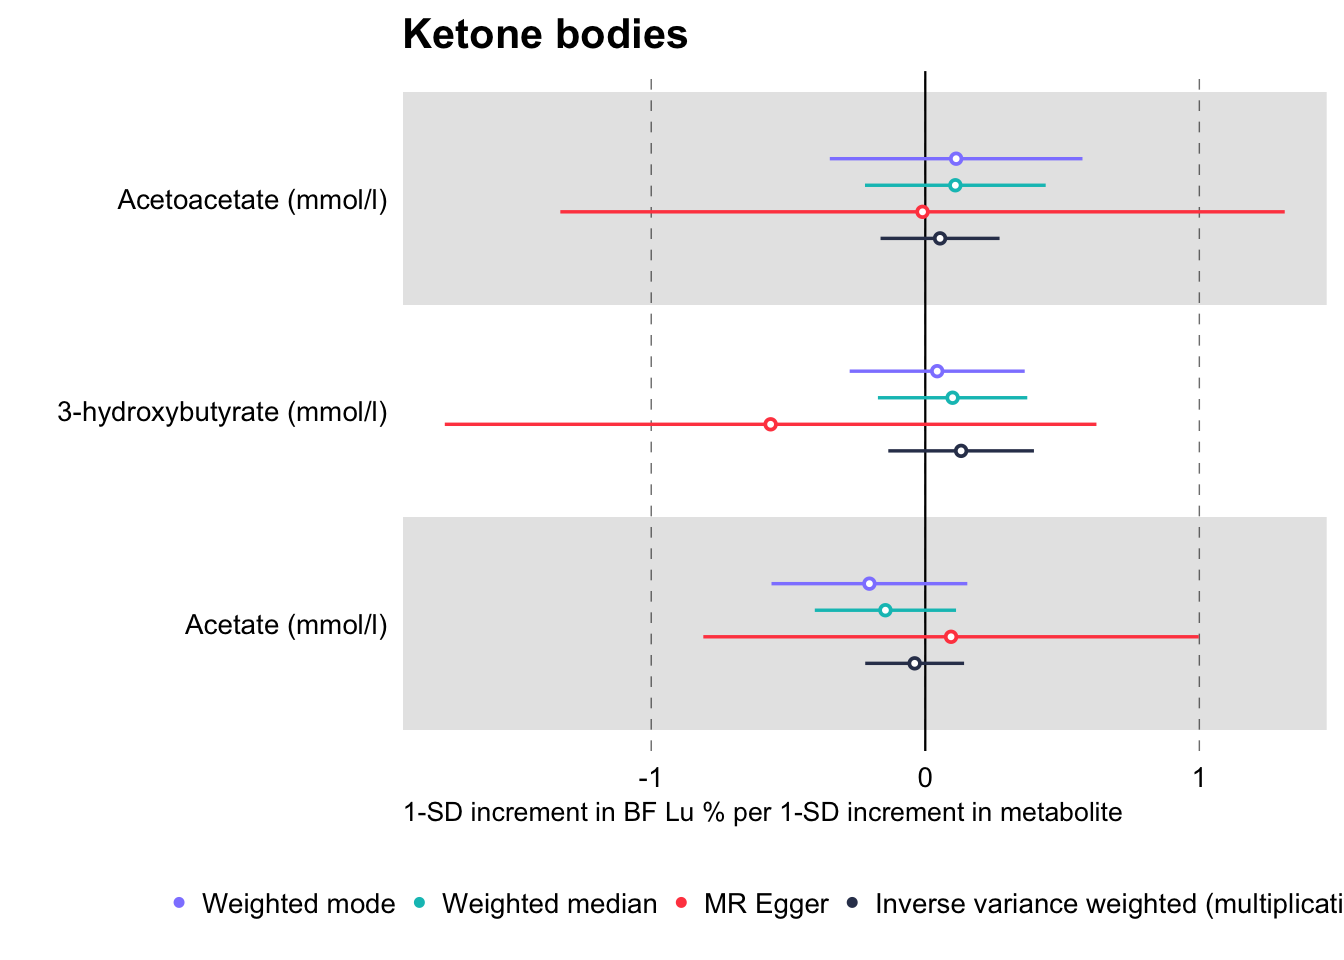 Ketone bodies
Acetoacetate (mmol/l)
3-hydroxybutyrate (mmol/l)
Acetate (mmol/l)
-1 0 1
1-SD increment in BF Lu % per 1-SD increment in metabolite
Weighted mode Weighted median MR Egger Inverse variance weighted